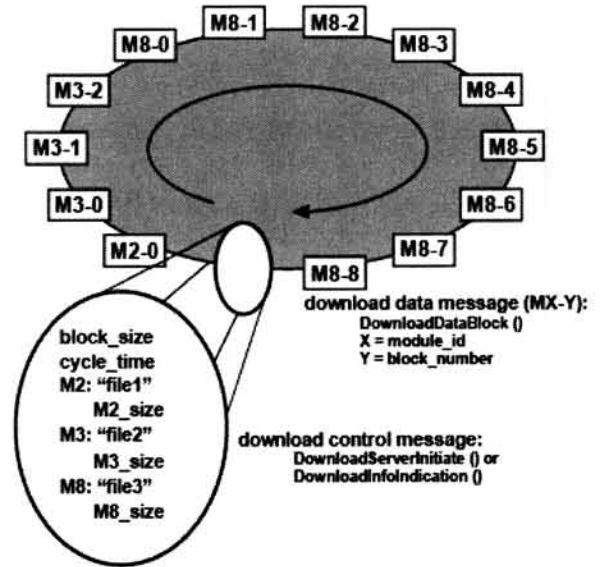 M8-1
M8-2
M8-0
M8-3
M3-2
M8-4
M3-1
M8-5
M3-0
M8-6
M2-0
M8-7
M8-8
download data message (MX-Y):
DownloadDataBlock ()
X = module_id
Y = block_number
block_size
cycle_time
M2: “file1”
M2_size
M3: “file2”
M3_size
M8: “file3”
M8_size
download control message:
DownloadServerInitiate () or
DownloadInfoIndication ()